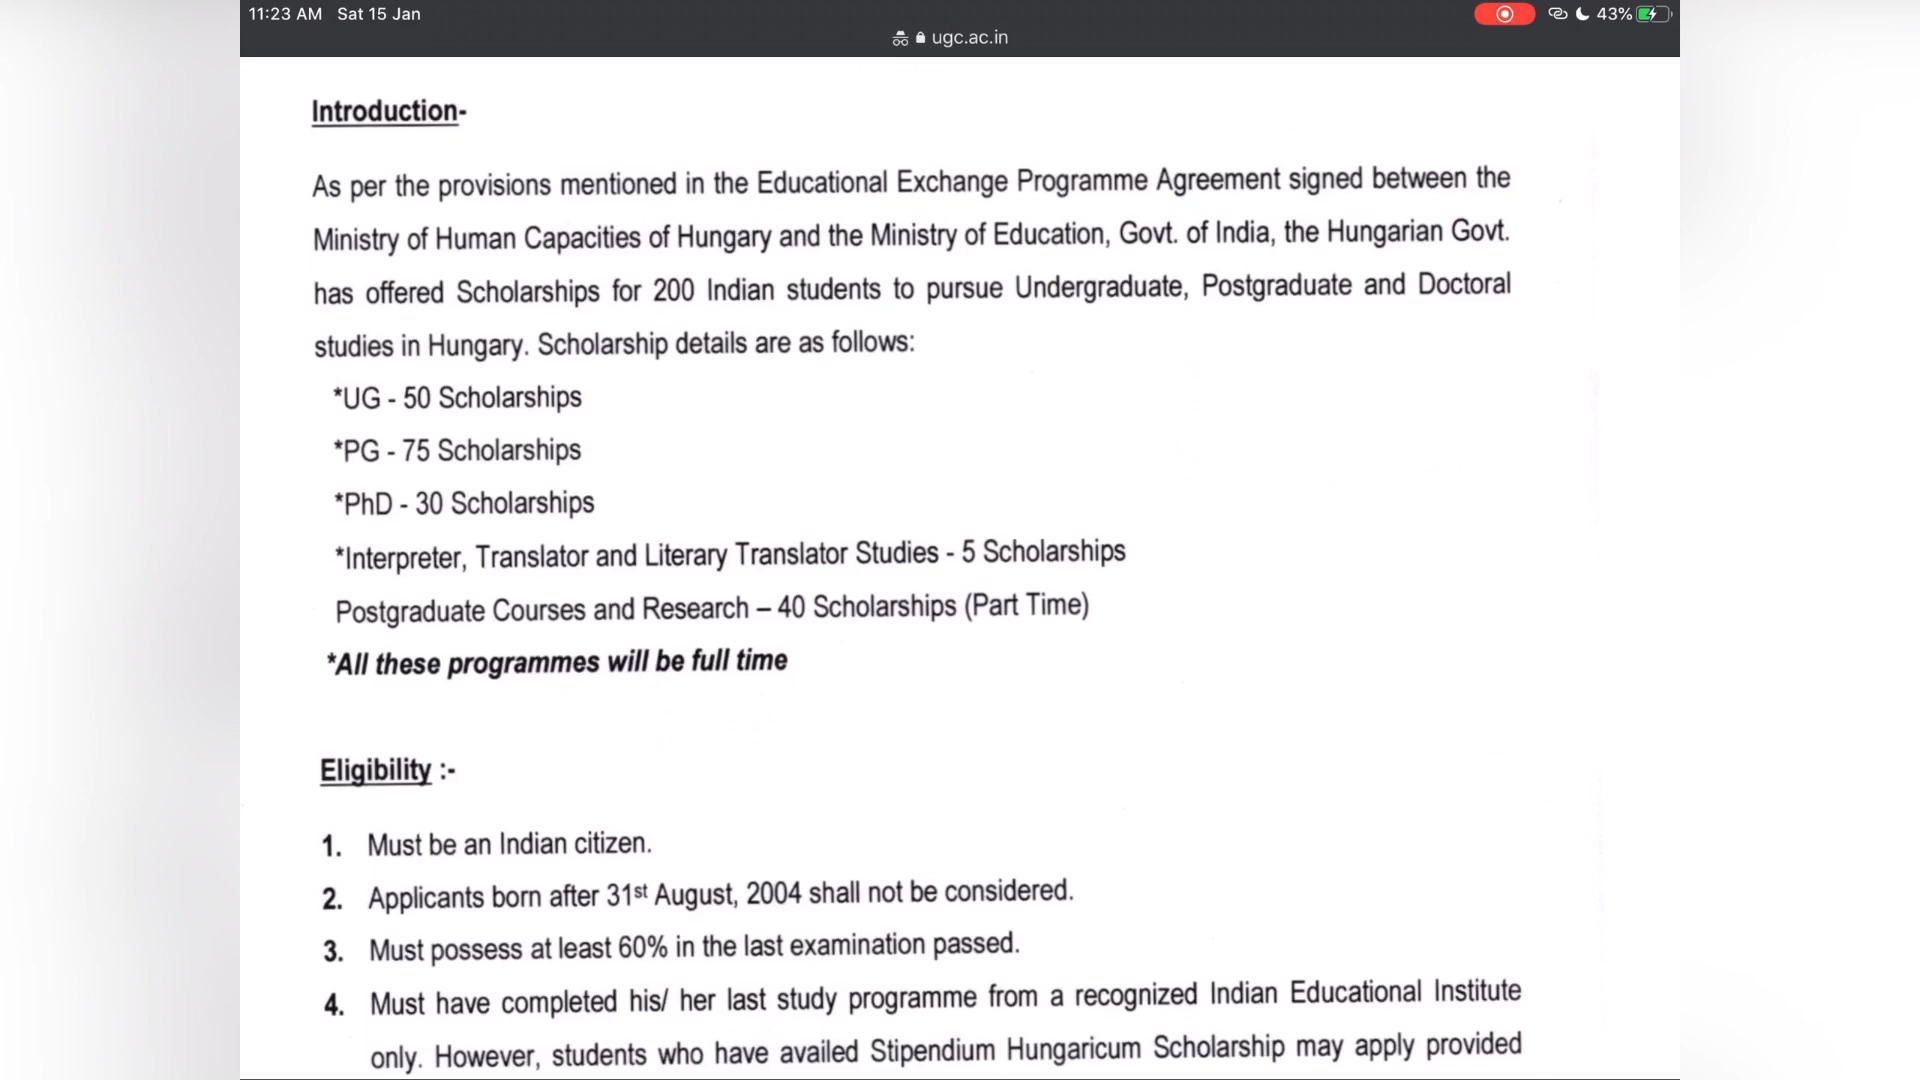 11:23 AM Sat 15 Jan
43%
ugc.ac.in
Introduction-
As per the provisions mentioned in the Educational Exchange Programme Agreement signed between the
Ministry of Human Capacities of Hungary and the Ministry of Education, Govt. of India, the Hungarian Govt.
has offered Scholarships for 200 Indian students to pursue Undergraduate, Postgraduate and Doctoral
studies in Hungary. Scholarship details are as follows:
*UG - 50 Scholarships
*PG - 75 Scholarships
*PhD - 30 Scholarships
*Interpreter, Translator and Literary Translator Studies - 5 Scholarships
Postgraduate Courses and Research – 40 Scholarships (Part Time)
*All these programmes will be full time
Eligibility :-
1. Must be an Indian citizen.
2. Applicants born after 31st August, 2004 shall not be considered.
3. Must possess at least 60% in the last examination passed.
4. Must have completed his/ her last study programme from a recognized Indian Educational Institute
only. However, students who have availed Stipendium Hungaricum Scholarship may apply provided